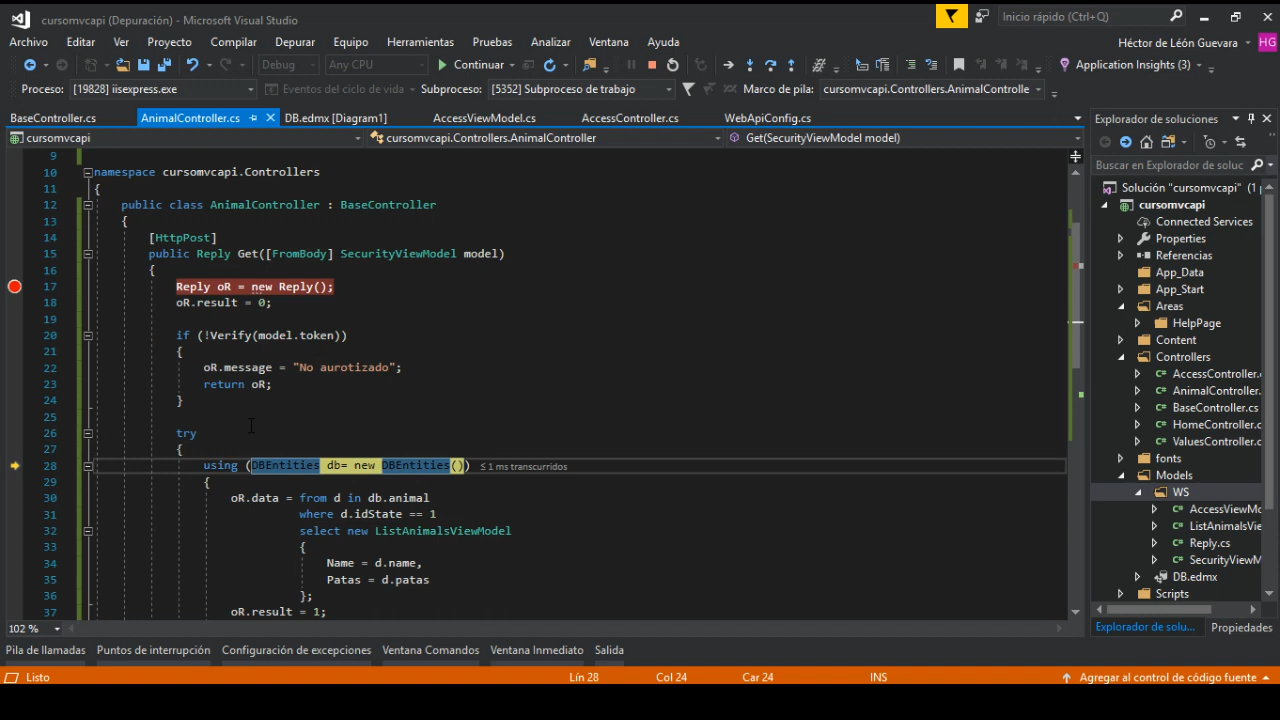 cursomvcapi (Depuración) - Microsoft Visual Studio
Inicio rápido (Ctrl+Q)
Archivo Editar Ver Proyecto Compilar Depurar Equipo Herramientas Pruebas Analizar Ventana Ayuda
Héctor de León Guevara HG
Debug Any CPU Continuar Application Insights (3)
Proceso: [19828] iisexpress.exe Eventos del ciclo de vida Subproceso: [5352] Subproceso de trabajo Marco de pila: cursomvcapi.Controllers.AnimalControlle
BaseController.cs AnimalController.cs DB.edmx [Diagram1] AccessViewModel.cs AccessController.cs WebApiConfig.cs
cursomvcapi cursomvcapi.Controllers.AnimalController Get(SecurityViewModel model)
9
10 namespace cursomvcapi.Controllers
11 {
12 public class AnimalController : BaseController
13 {
14 [HttpPost]
15 public Reply Get([FromBody] SecurityViewModel model)
16 {
17 Reply oR = new Reply();
18 oR.result = 0;
19
20 if (!Verify(model.token))
21 {
22 oR.message = "No aurotizado";
23 return oR;
24 }
25
26 try
27 {
28 using (DBEntities db= new DBEntities()) ≤ 1 ms transcurridos
29 {
30 oR.data = from d in db.animal
31 where d.idState == 1
32 select new ListAnimalsViewModel
33 {
34 Name = d.name,
35 Patas = d.patas
36 };
37 oR.result = 1;
102 %
Explorador de soluciones
Buscar en Explorador de soluc
Solución "cursomvcapi" (1 p
cursomvcapi
Connected Services
Properties
Referencias
App_Data
App_Start
Areas
HelpPage
Content
Controllers
AccessController.
AnimalController.
BaseController.cs
HomeController.c
ValuesController.c
fonts
Models
WS
AccessViewMo
ListAnimalsVie
Reply.cs
SecurityViewM
DB.edmx
Scripts
Explorador de solu... Propiedades
Pila de llamadas Puntos de interrupción Configuración de excepciones Ventana Comandos Ventana Inmediato Salida
Listo Lín 28 Col 24 Car 24 INS Agregar al control de código fuente